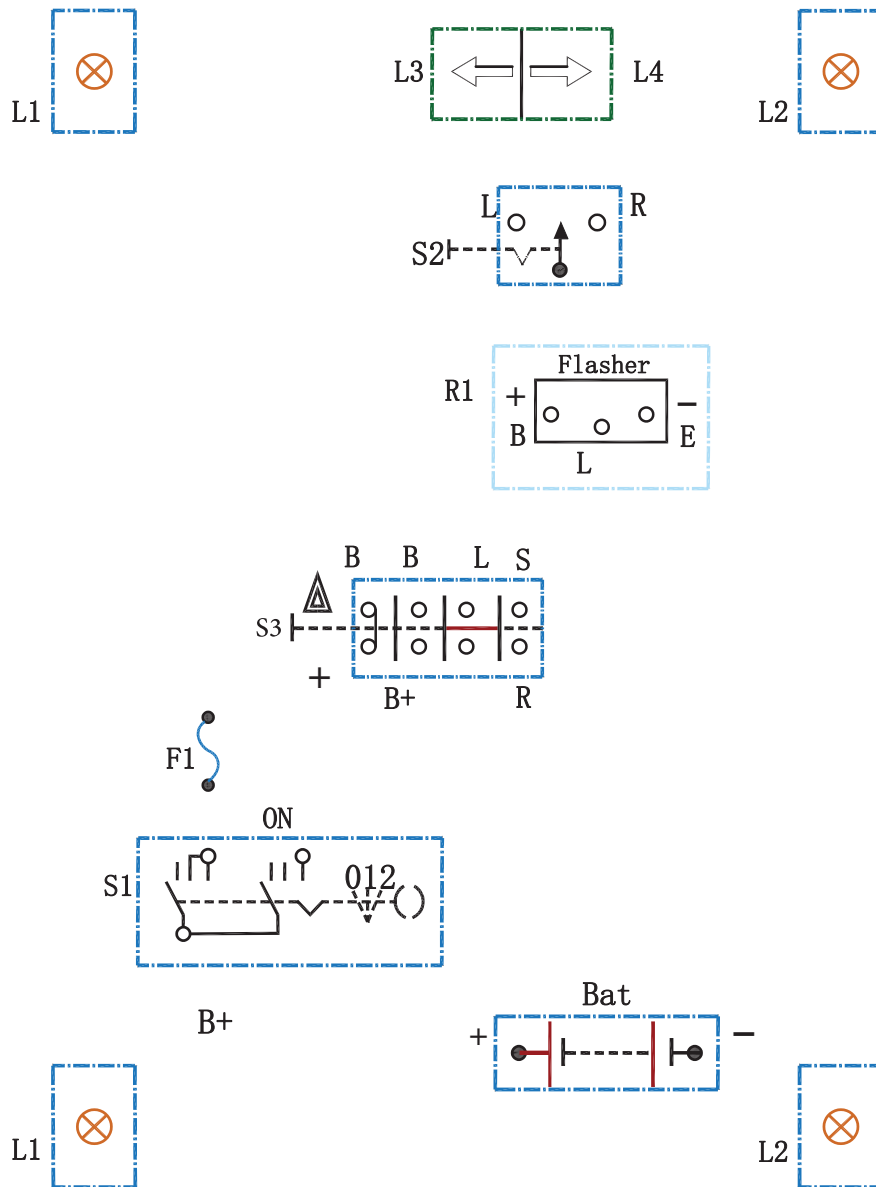 L1
L3
L4
L2
L
R
S2
Flasher
R1
+
−
B
E
L
B
B
L
S
S3
+
B+
R
F1
ON
S1
012
B+
Bat
+
−
L1
L2